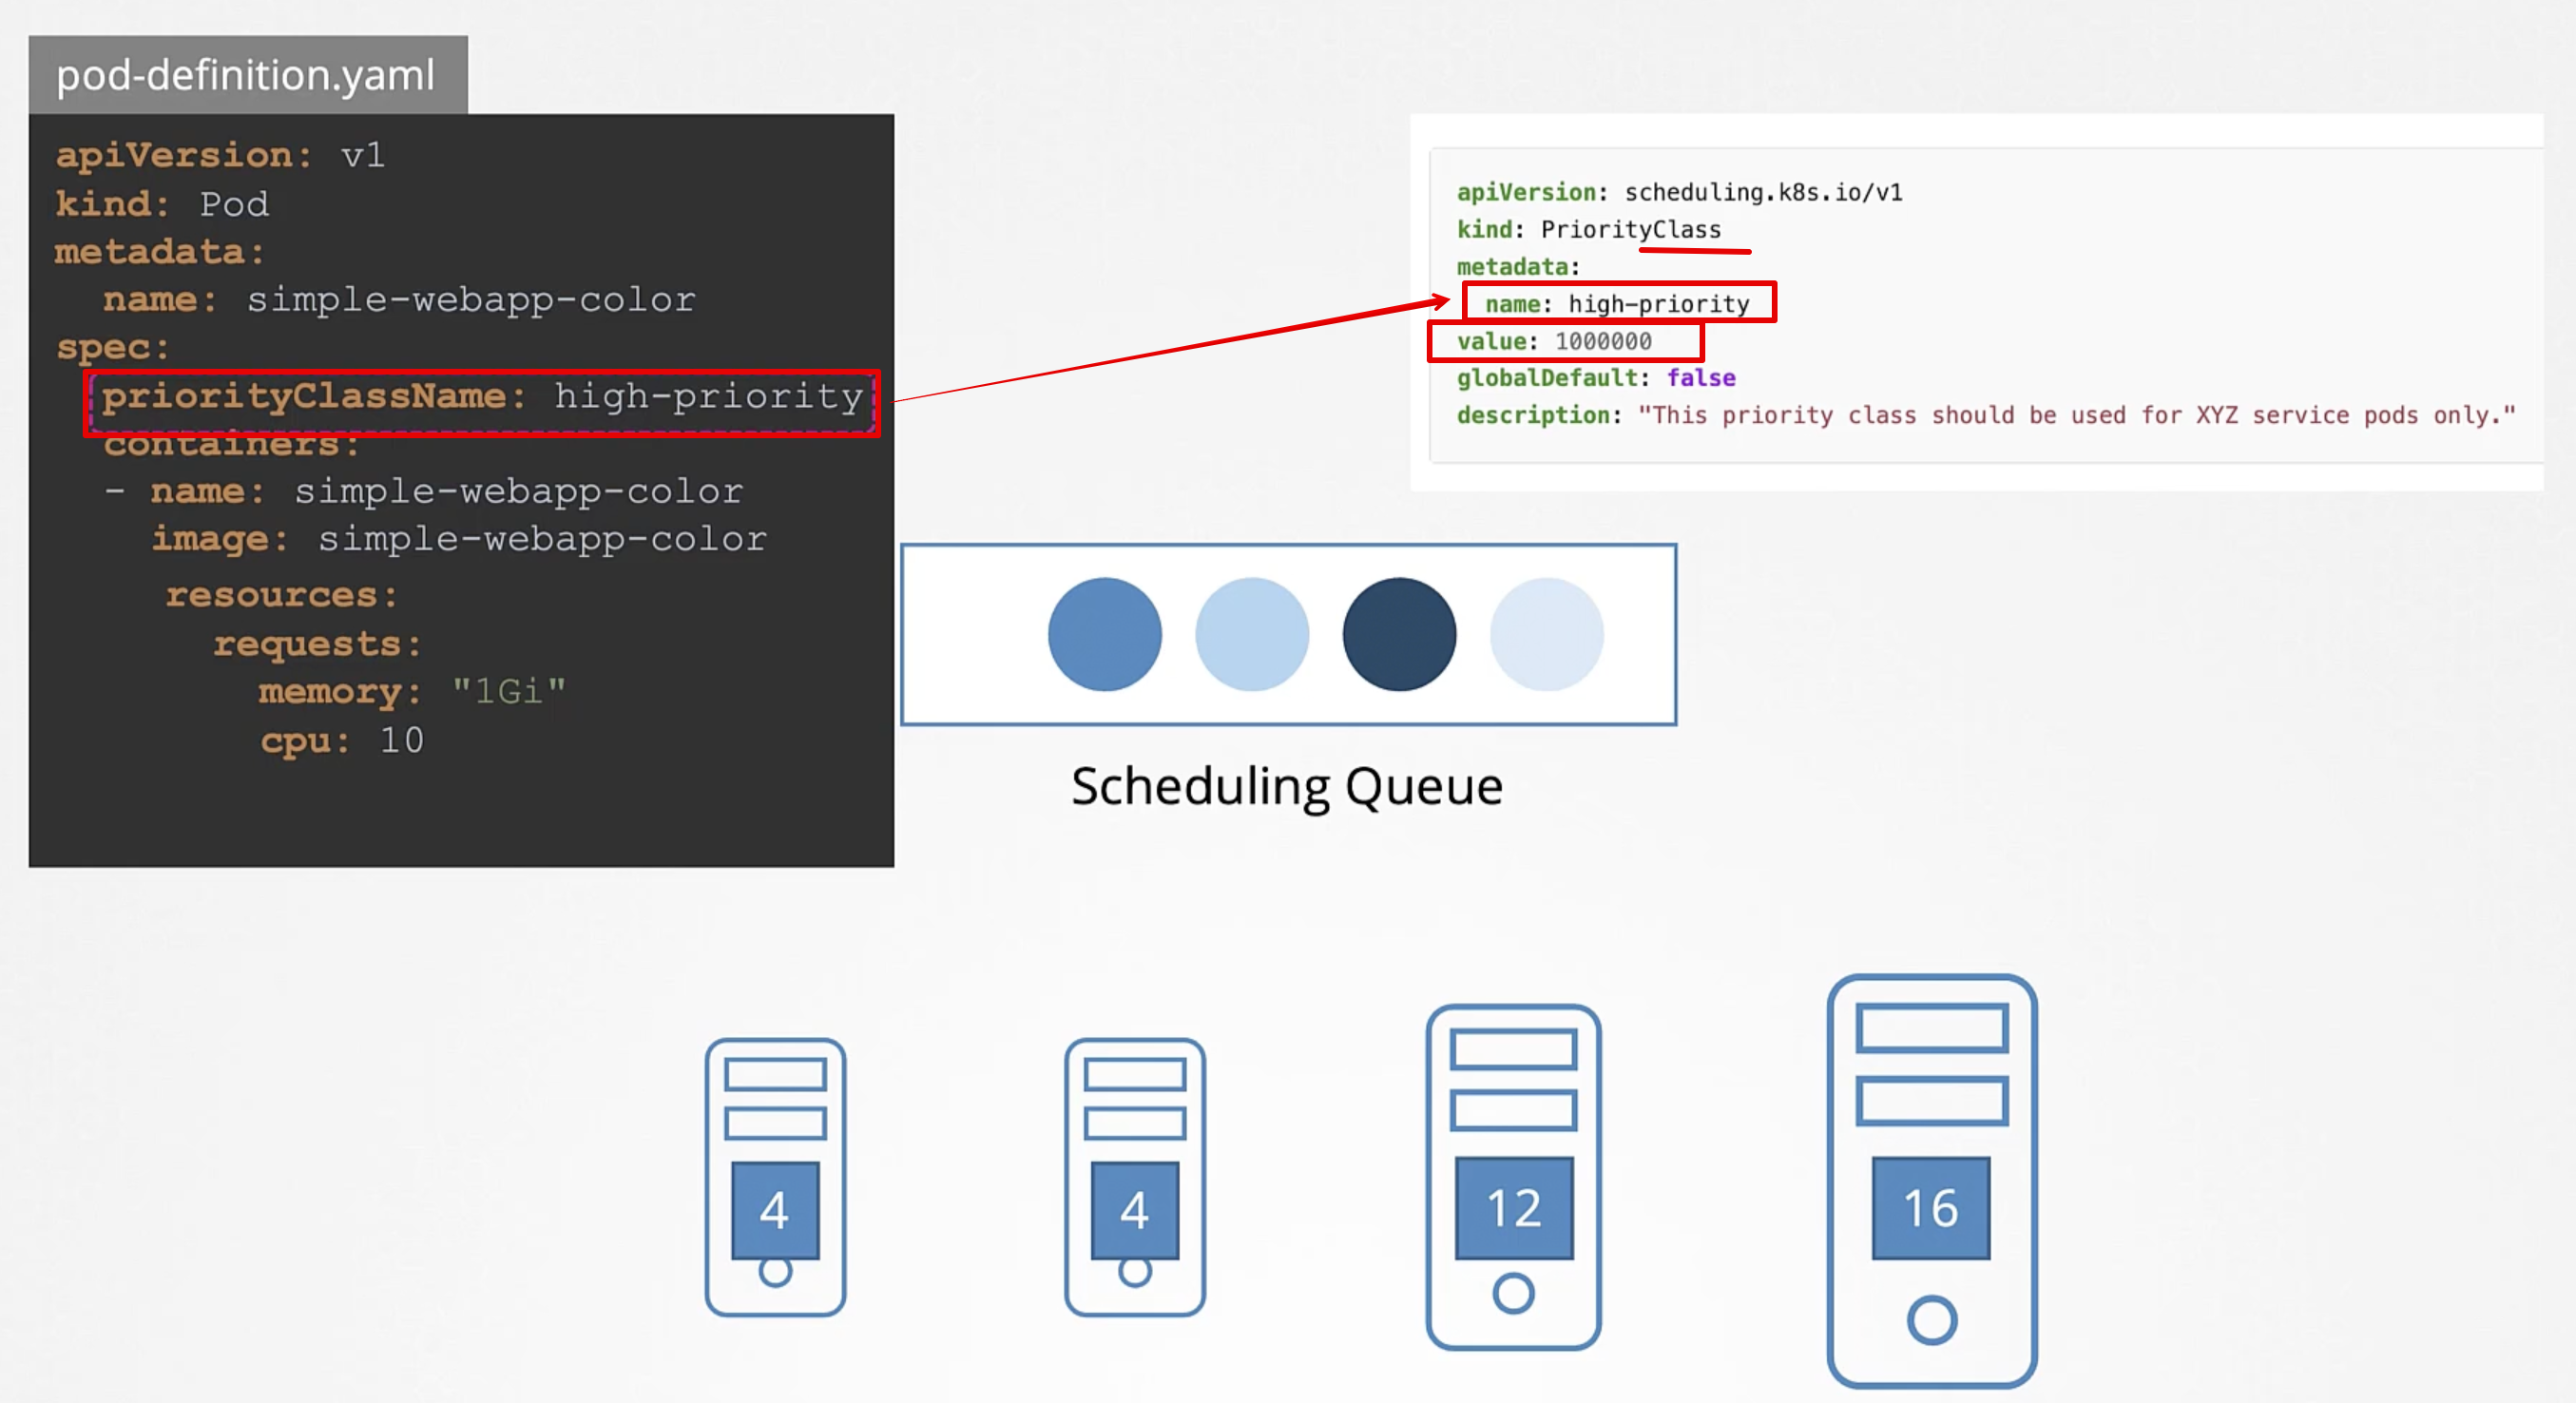 pod-definition.yaml
apiVersion: v1
kind: Pod
metadata:
  name: simple-webapp-color
spec:
  priorityClassName: high-priority
  containers:
  - name: simple-webapp-color
    image: simple-webapp-color
    resources:
      requests:
        memory: "1Gi"
        cpu: 10
apiVersion: scheduling.k8s.io/v1
kind: PriorityClass
metadata:
  name: high-priority
value: 1000000
globalDefault: false
description: "This priority class should be used for XYZ service pods only."
Scheduling Queue
4
4
12
16